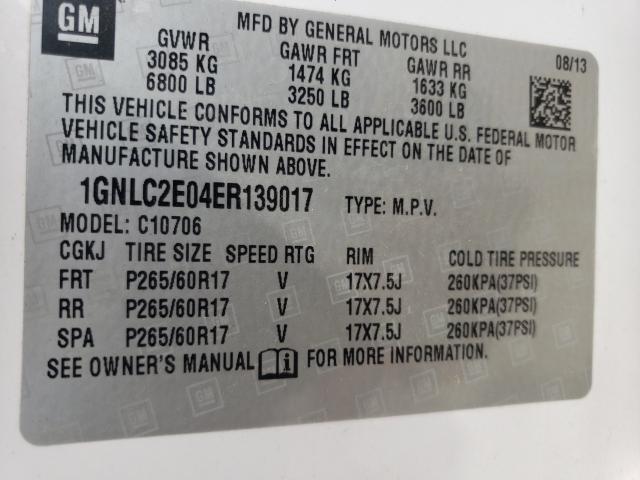 GM
MFD BY GENERAL MOTORS LLC
GVWR GAWR FRT GAWR RR 08/13
3085 KG 1474 KG 1633 KG
6800 LB 3250 LB 3600 LB
THIS VEHICLE CONFORMS TO ALL APPLICABLE U.S. FEDERAL MOTOR
VEHICLE SAFETY STANDARDS IN EFFECT ON THE DATE OF
MANUFACTURE SHOWN ABOVE.
1GNLC2E04ER139017 TYPE: M.P.V.
MODEL: C10706
CGKJ TIRE SIZE SPEED RTG RIM COLD TIRE PRESSURE
FRT P265/60R17 V 17X7.5J 260KPA(37PSI)
RR P265/60R17 V 17X7.5J 260KPA(37PSI)
SPA P265/60R17 V 17X7.5J 260KPA(37PSI)
SEE OWNER'S MANUAL i FOR MORE INFORMATION.